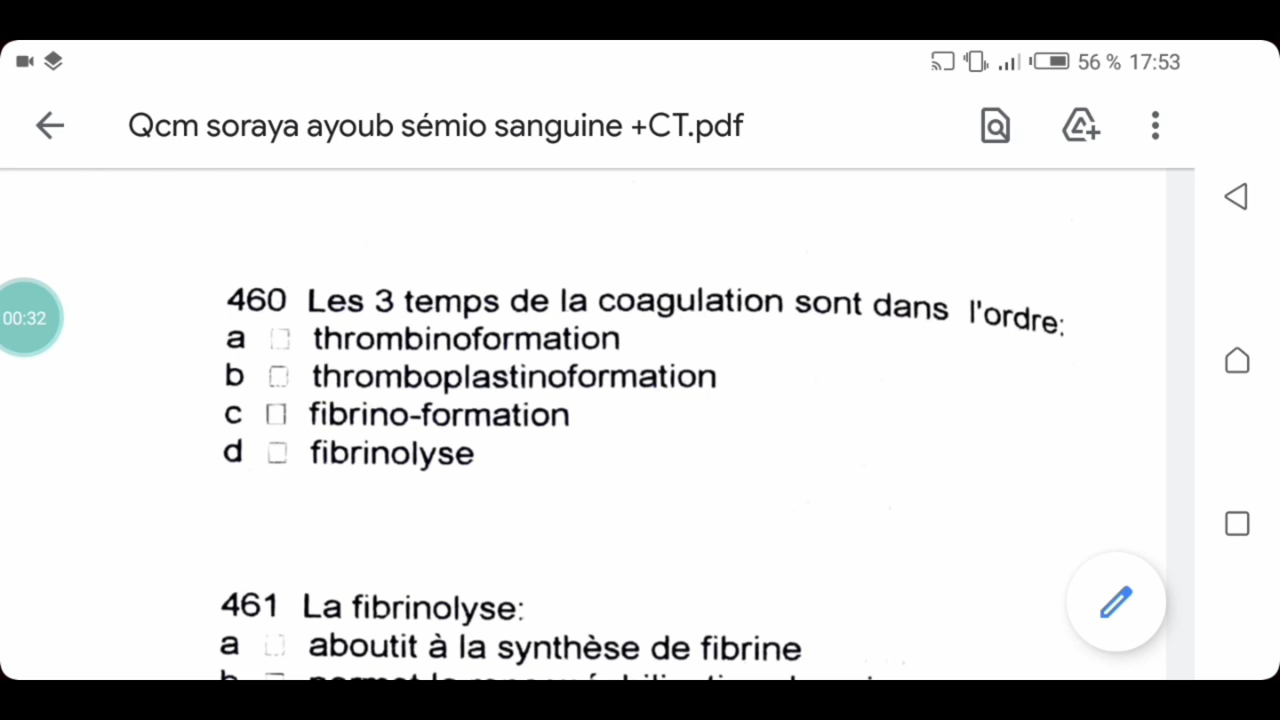 56 % 17:53
Qcm soraya ayoub sémio sanguine +CT.pdf
00:32
460 Les 3 temps de la coagulation sont dans l'ordre:
a thrombinoformation
b thromboplastinoformation
c fibrino-formation
d fibrinolyse
461 La fibrinolyse:
a aboutit à la synthèse de fibrine